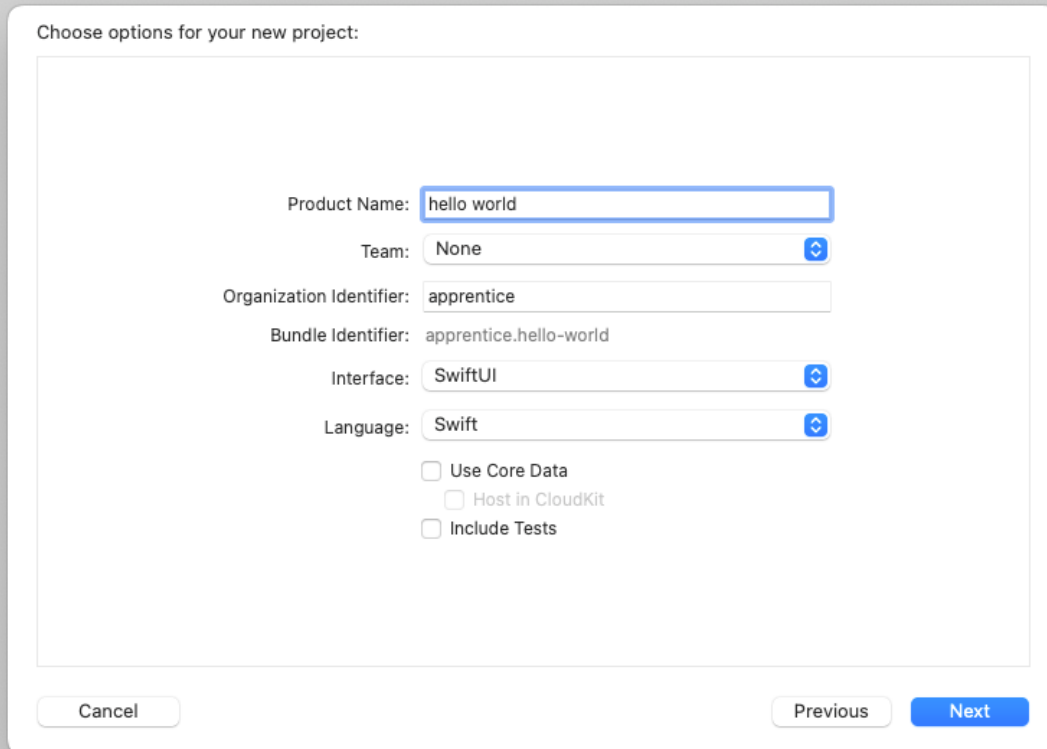 Choose options for your new project:
Product Name: hello world
Team: None
Organization Identifier: apprentice
Bundle Identifier: apprentice.hello-world
Interface: SwiftUI
Language: Swift
Use Core Data
Host in CloudKit
Include Tests
Cancel Previous Next